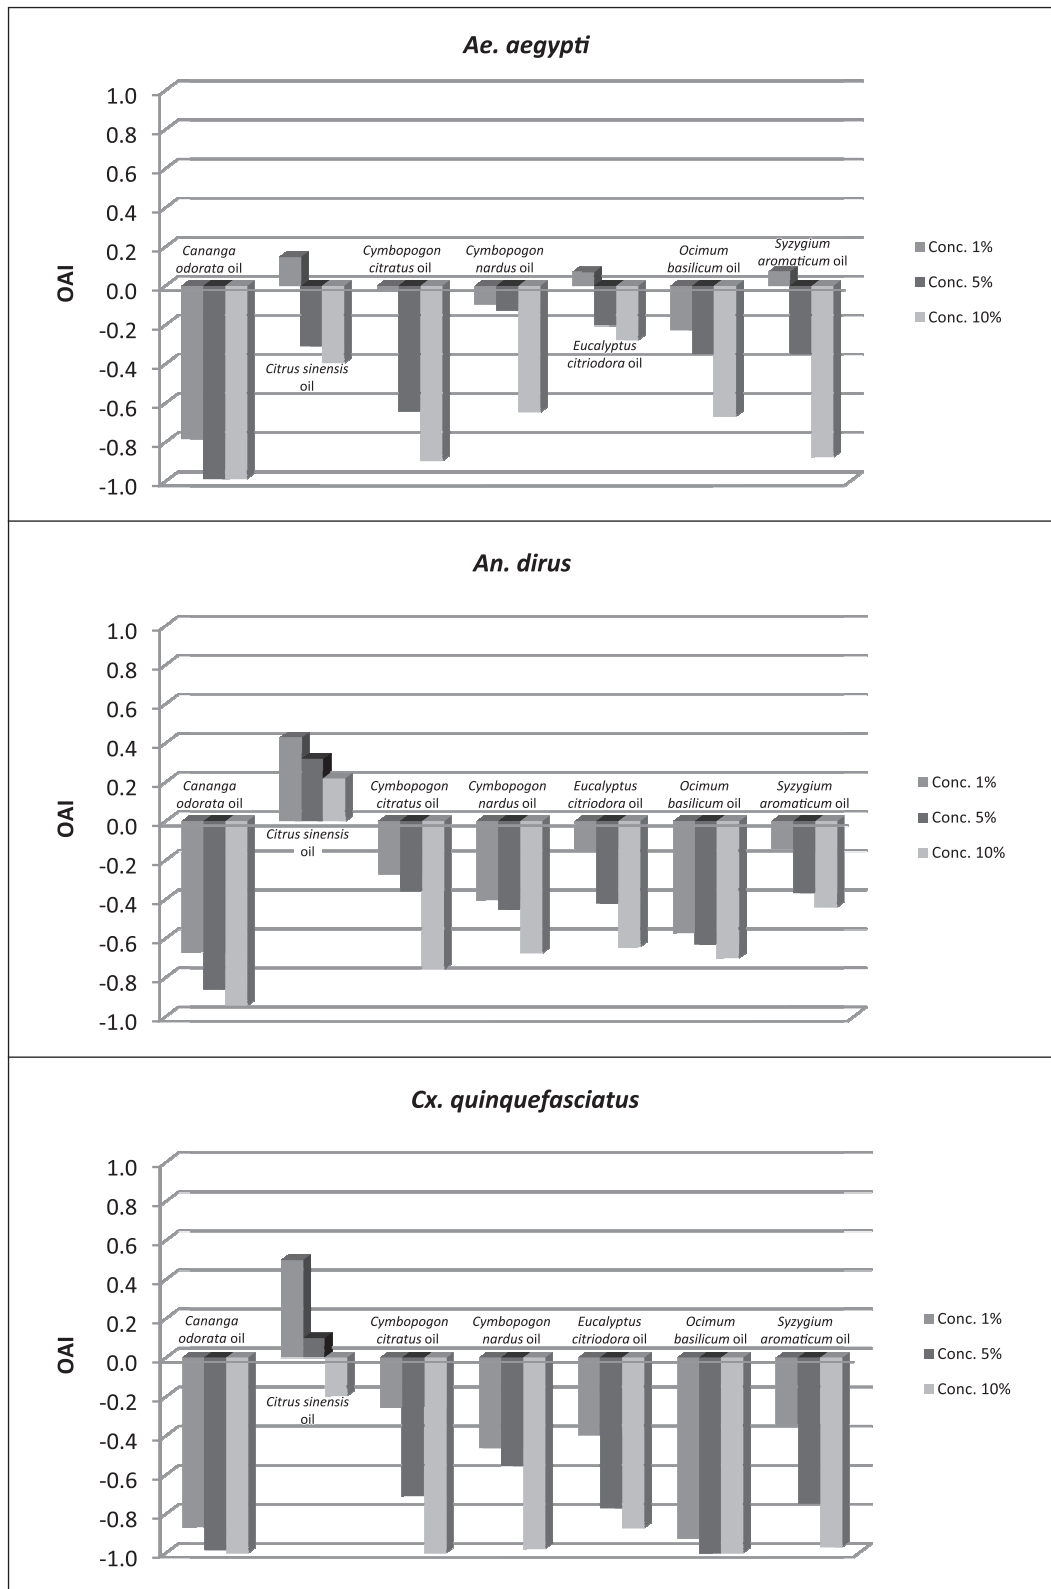 Ae. aegypti
1.0
0.8
0.6
0.4
0.2
0.0
-0.2
-0.4
-0.6
-0.8
-1.0
OAI
Cananga
odorata oil
Citrus sinensis
oil
Cymbopogon
citratus oil
Cymbopogon
nardus oil
Eucalyptus
citriodora oil
Ocimum
basilicum oil
Syzygium
aromaticum oil
Conc. 1%
Conc. 5%
Conc. 10%
An. dirus
1.0
0.8
0.6
0.4
0.2
0.0
-0.2
-0.4
-0.6
-0.8
-1.0
OAI
Cananga
odorata oil
Citrus sinensis
oil
Cymbopogon
citratus oil
Cymbopogon
nardus oil
Eucalyptus
citriodora oil
Ocimum
basilicum oil
Syzygium
aromaticum oil
Conc. 1%
Conc. 5%
Conc. 10%
Cx. quinquefasciatus
1.0
0.8
0.6
0.4
0.2
0.0
-0.2
-0.4
-0.6
-0.8
-1.0
OAI
Cananga
odorata oil
Citrus sinensis
oil
Cymbopogon
citratus oil
Cymbopogon
nardus oil
Eucalyptus
citriodora oil
Ocimum
basilicum oil
Syzygium
aromaticum oil
Conc. 1%
Conc. 5%
Conc. 10%